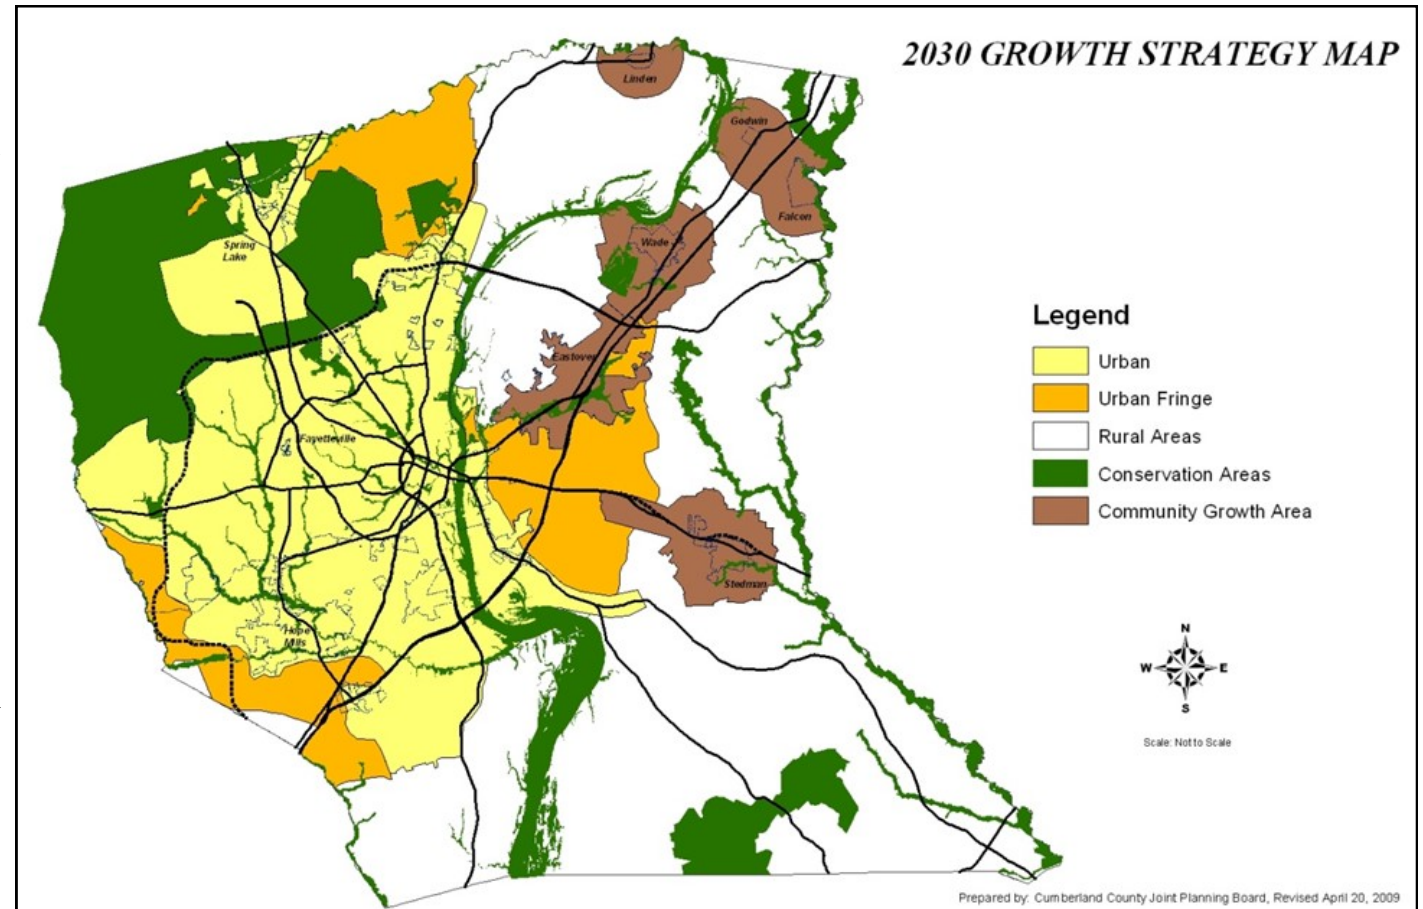 2030 GROWTH STRATEGY MAP
Linden
Godwin
Falcon
Wade
Spring
Lake
Eastover
Fayetteville
Stedman
Hope
Mills
Legend
Urban
Urban Fringe
Rural Areas
Conservation Areas
Community Growth Area
N
W
E
S
Scale: Not to Scale
Prepared by: Cumberland County Joint Planning Board, Revised April 20, 2009